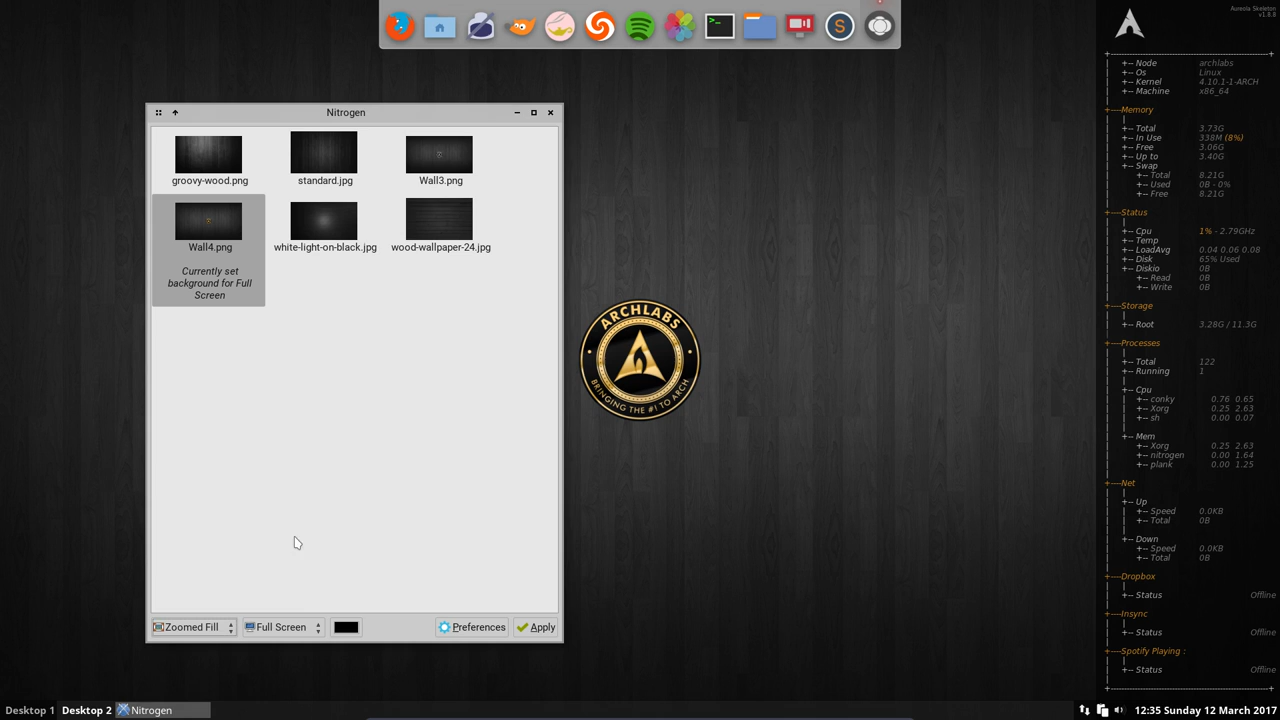 Aureola Skeleton
v1.8.8
Node archlabs
Os Linux
Kernel 4.10.1-1-ARCH
Machine x86_64
Memory
Total 3.73G
In Use 338M (8%)
Free 3.06G
Up to 3.40G
Swap
Total 8.21G
Used 0B - 0%
Free 8.21G
Status
Cpu 1% - 2.79GHz
Temp
LoadAvg 0.04 0.06 0.08
Disk 65% Used
Diskio 0B
Read 0B
Write 0B
Storage
Root 3.28G / 11.3G
Processes
Total 122
Running 1
Cpu
conky 0.76 0.65
Xorg 0.25 2.63
sh 0.00 0.07
Mem
Xorg 0.25 2.63
nitrogen 0.00 1.64
plank 0.00 1.25
Net
Up
Speed 0.0KB
Total 0B
Down
Speed 0.0KB
Total 0B
Dropbox
Status Offline
Insync
Status Offline
Spotify Playing :
Status Offline
Nitrogen
groovy-wood.png standard.jpg Wall3.png
Wall4.png white-light-on-black.jpg wood-wallpaper-24.jpg
Currently set
background for Full
Screen
Zoomed Fill Full Screen Preferences Apply
ARCHLABS
BRINGING THE #! TO ARCH
S
>_
Desktop 1 Desktop 2 Nitrogen 12:35 Sunday 12 March 2017